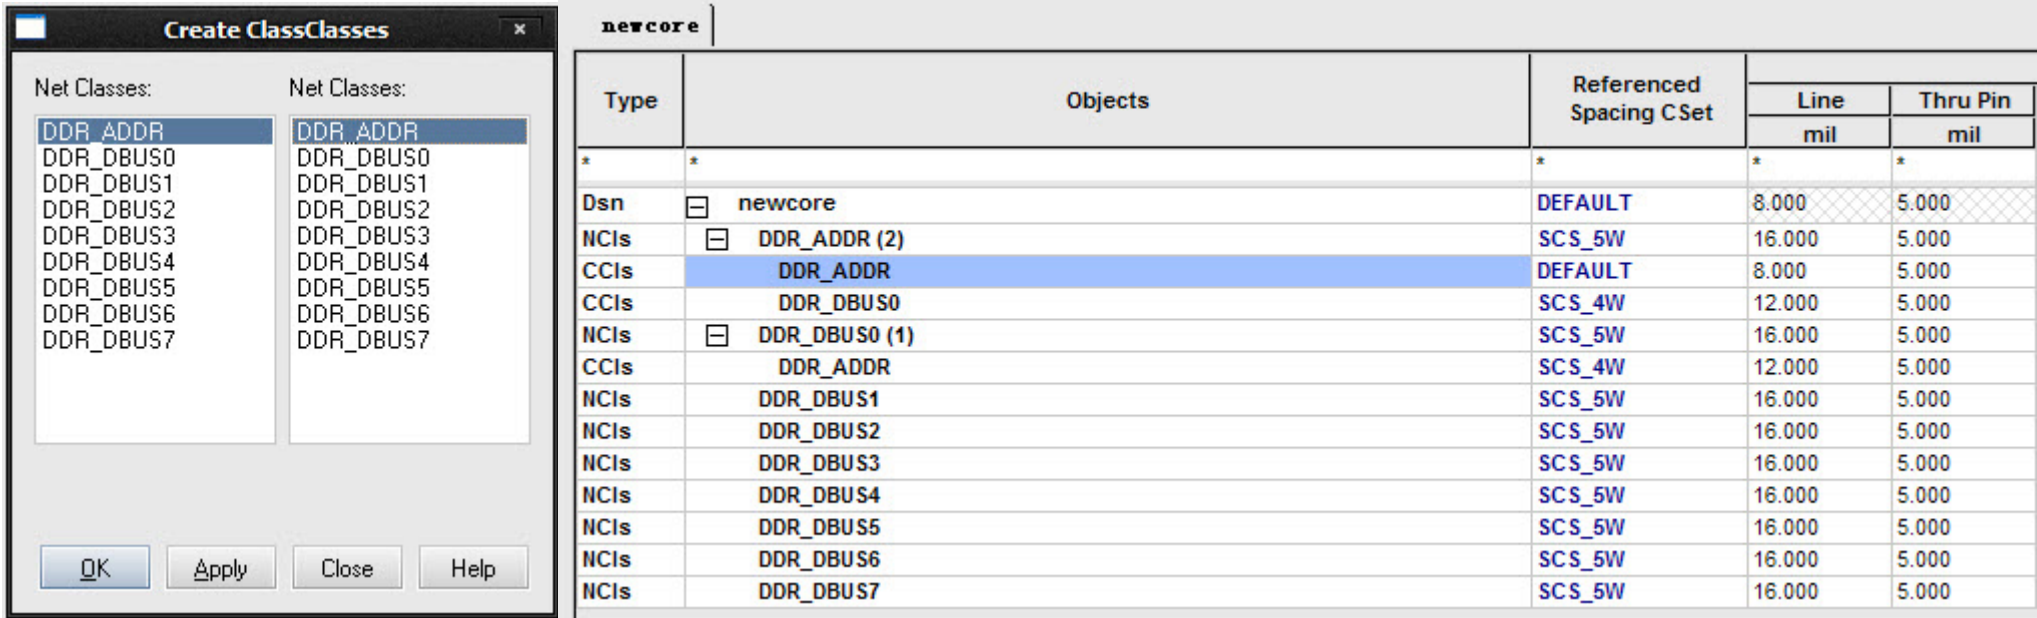 Create ClassClasses
Net Classes: Net Classes:
DDR_ADDR DDR_ADDR
DDR_DBUS0 DDR_DBUS0
DDR_DBUS1 DDR_DBUS1
DDR_DBUS2 DDR_DBUS2
DDR_DBUS3 DDR_DBUS3
DDR_DBUS4 DDR_DBUS4
DDR_DBUS5 DDR_DBUS5
DDR_DBUS6 DDR_DBUS6
DDR_DBUS7 DDR_DBUS7
OK Apply Close Help
newcore
Type Objects Referenced Spacing CSet Line Thru Pin
mil mil
* * * * *
Dsn newcore DEFAULT 8.000 5.000
NCls DDR_ADDR (2) SCS_5W 16.000 5.000
CCls DDR_ADDR DEFAULT 8.000 5.000
CCls DDR_DBUS0 SCS_4W 12.000 5.000
NCls DDR_DBUS0 (1) SCS_5W 16.000 5.000
CCls DDR_ADDR SCS_4W 12.000 5.000
NCls DDR_DBUS1 SCS_5W 16.000 5.000
NCls DDR_DBUS2 SCS_5W 16.000 5.000
NCls DDR_DBUS3 SCS_5W 16.000 5.000
NCls DDR_DBUS4 SCS_5W 16.000 5.000
NCls DDR_DBUS5 SCS_5W 16.000 5.000
NCls DDR_DBUS6 SCS_5W 16.000 5.000
NCls DDR_DBUS7 SCS_5W 16.000 5.000